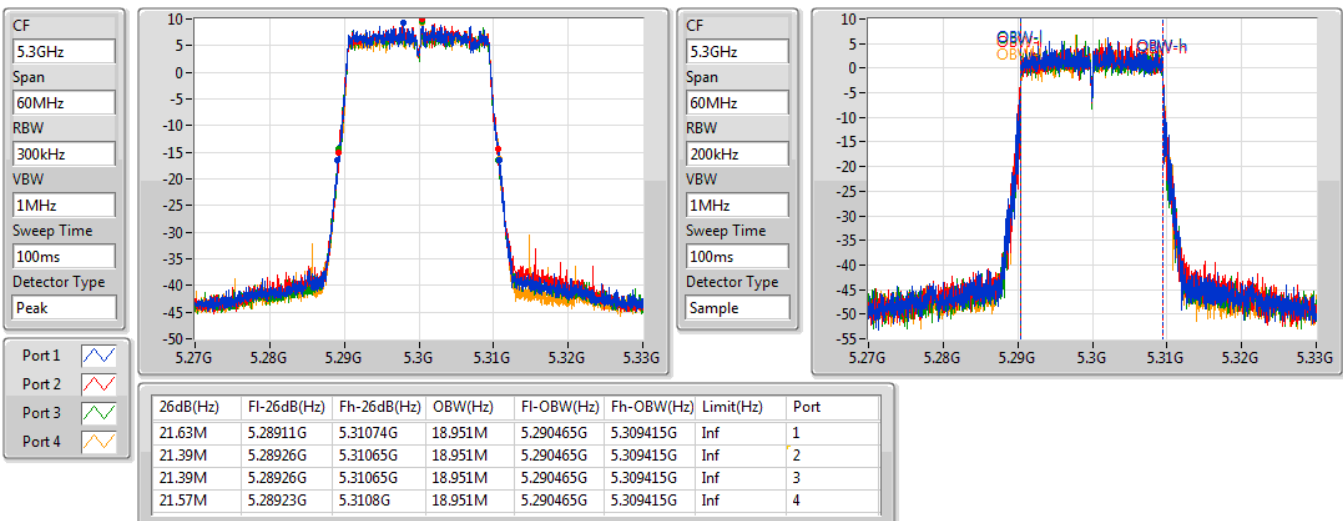 CF
5.3GHz
Span
60MHz
RBW
300kHz
VBW
1MHz
Sweep Time
100ms
Detector Type
Peak
10
5
0
-5
-10
-15
-20
-25
-30
-35
-40
-45
-50
5.27G 5.28G 5.29G 5.3G 5.31G 5.32G 5.33G
CF
5.3GHz
Span
60MHz
RBW
200kHz
VBW
1MHz
Sweep Time
100ms
Detector Type
Sample
10
5
0
-5
-10
-15
-20
-25
-30
-35
-40
-45
-50
-55
OBW-l
OBW-h
5.27G 5.28G 5.29G 5.3G 5.31G 5.32G 5.33G
Port 1
Port 2
Port 3
Port 4
26dB(Hz) Fl-26dB(Hz) Fh-26dB(Hz) OBW(Hz) Fl-OBW(Hz) Fh-OBW(Hz) Limit(Hz) Port
21.63M 5.28911G 5.31074G 18.951M 5.290465G 5.309415G Inf 1
21.39M 5.28926G 5.31065G 18.951M 5.290465G 5.309415G Inf 2
21.39M 5.28926G 5.31065G 18.951M 5.290465G 5.309415G Inf 3
21.57M 5.28923G 5.3108G 18.951M 5.290465G 5.309415G Inf 4